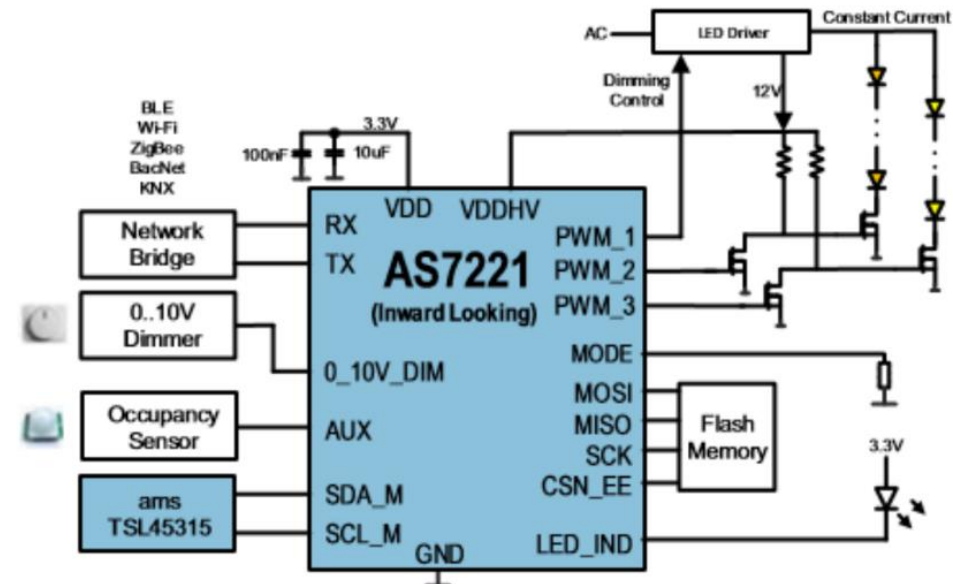 Constant Current
AC
LED Driver
Dimming
Control
12V
BLE
Wi-Fi
ZigBee
BacNet
KNX
3.3V
100nF
10uF
Network
Bridge
RX
TX
VDD
VDDHV
AS7221
(Inward Looking)
PWM_1
PWM_2
PWM_3
0..10V
Dimmer
0_10V_DIM
MODE
Occupancy
Sensor
AUX
MOSI
MISO
SCK
CSN_EE
Flash
Memory
ams
TSL45315
SDA_M
SCL_M
GND
LED_IND
3.3V